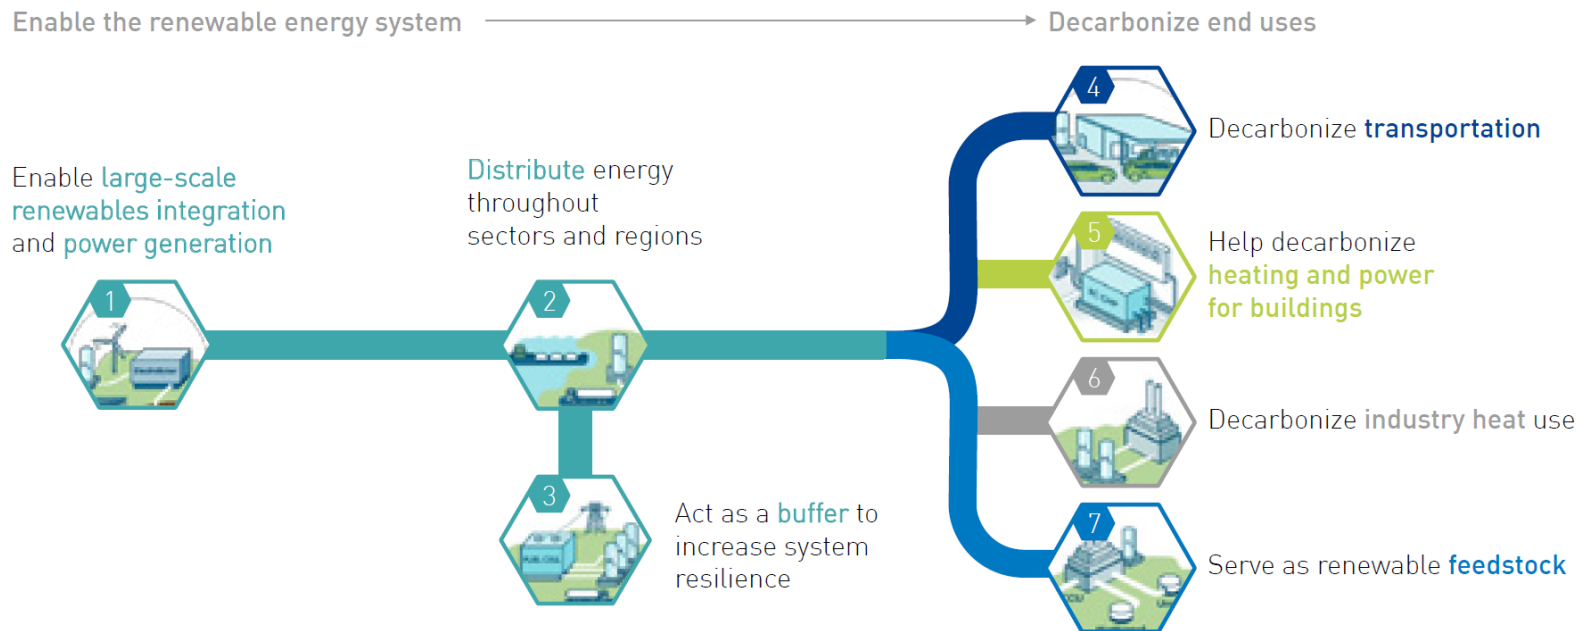 Enable the renewable energy system
Decarbonize end uses
Enable large-scale
renewables integration
and power generation
1
Distribute energy
throughout
sectors and regions
2
3
Act as a buffer to
increase system
resilience
4
Decarbonize transportation
5
Help decarbonize
heating and power
for buildings
6
Decarbonize industry heat use
7
Serve as renewable feedstock